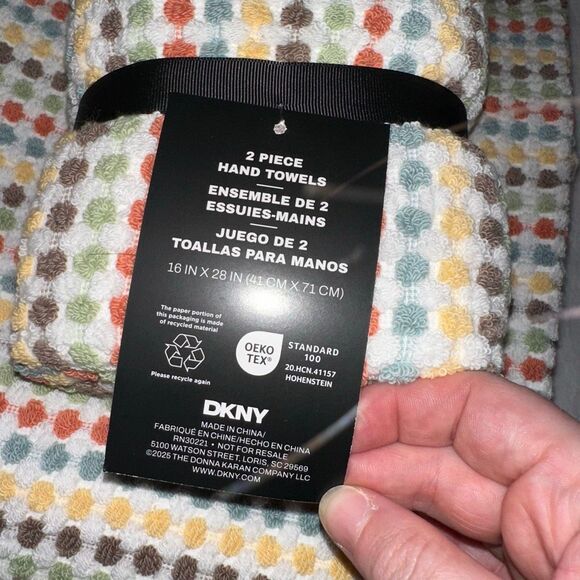 2 PIECE
HAND TOWELS
ENSEMBLE DE 2
ESSUIES-MAINS
JUEGO DE 2
TOALLAS PARA MANOS
16 IN X 28 IN (41 CM X 71 CM)
The paper portion of
this packaging is made
of recycled material
Please recycle again
OEKO
TEX®
STANDARD
100
20.HCN.41157
HOHENSTEIN
DKNY
MADE IN CHINA/
FABRIQUÉ EN CHINE/HECHO EN CHINA
RN30221 • NOT FOR RESALE
5100 WATSON STREET, LORIS, SC 29569
©2025 THE DONNA KARAN COMPANY LLC
WWW.DKNY.COM